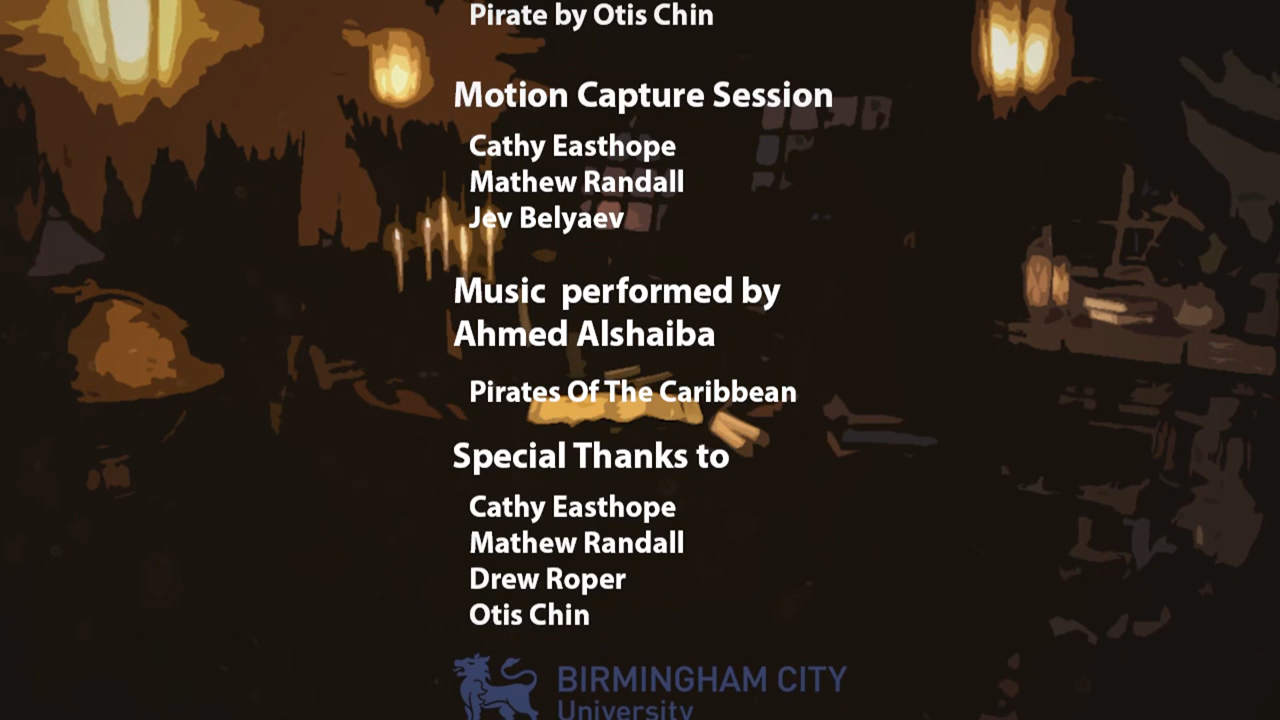 Pirate by Otis Chin
Motion Capture Session
Cathy Easthope
Mathew Randall
Jev Belyaev
Music  performed by
Ahmed Alshaiba
Pirates Of The Caribbean
Special Thanks to
Cathy Easthope
Mathew Randall
Drew Roper
Otis Chin
BIRMINGHAM CITY
University